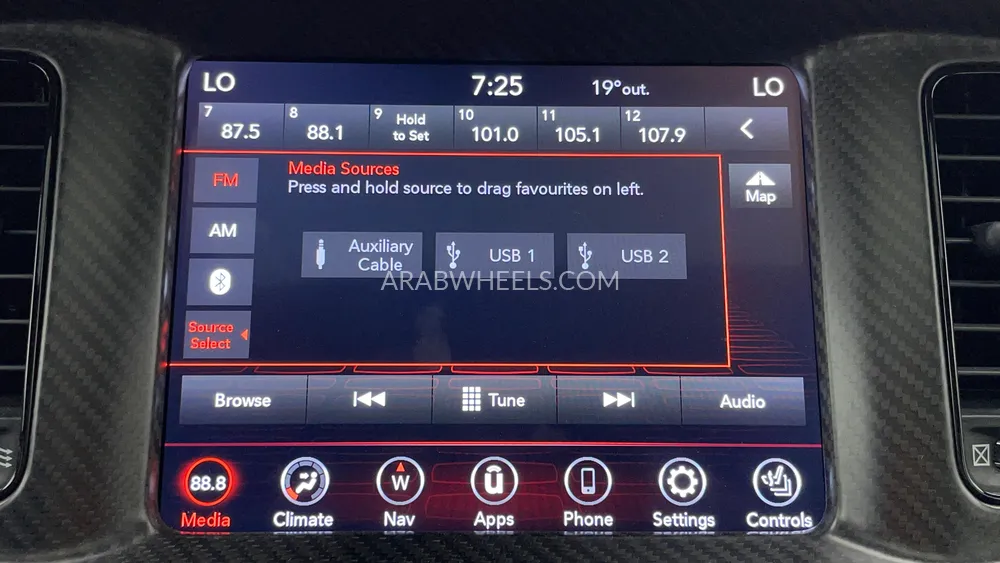 LO
7:25
19°out.
LO
7
87.5
8
88.1
9
Hold
to Set
10
101.0
11
105.1
12
107.9
FM
Media Sources
Press and hold source to drag favourites on left.
Map
AM
Auxiliary
Cable
USB 1
USB 2
ARABWHEELS.COM
Source
Select
Browse
Tune
Audio
88.8
Media
Climate
W
Nav
u
Apps
Phone
Settings
Controls